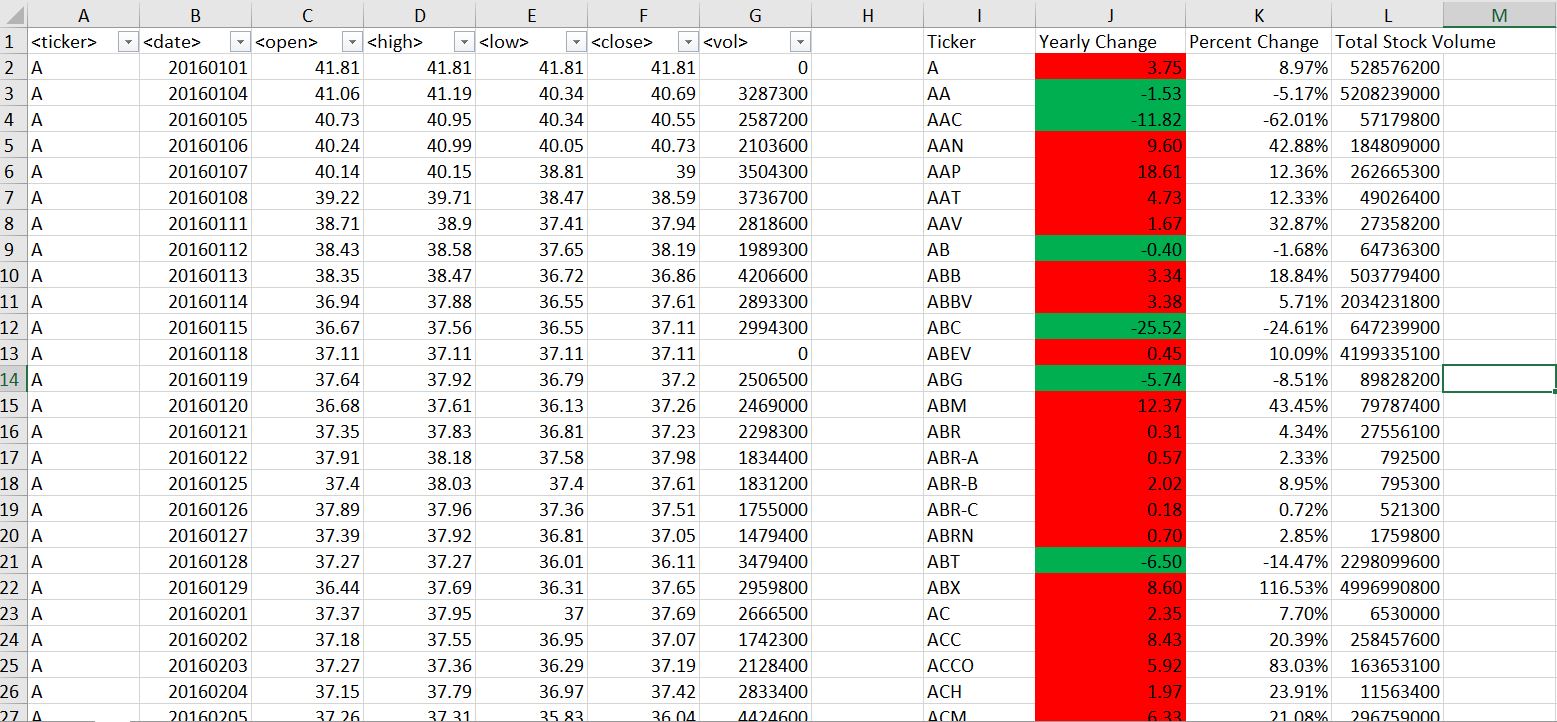 A B C D E F G H I J K L M
1 <ticker> <date> <open> <high> <low> <close> <vol> Ticker Yearly Change Percent Change Total Stock Volume
2 A 20160101 41.81 41.81 41.81 41.81 0 A 3.75 8.97% 528576200
3 A 20160104 41.06 41.19 40.34 40.69 3287300 AA -1.53 -5.17% 5208239000
4 A 20160105 40.73 40.95 40.34 40.55 2587200 AAC -11.82 -62.01% 57179800
5 A 20160106 40.24 40.99 40.05 40.73 2103600 AAN 9.60 42.88% 184809000
6 A 20160107 40.14 40.15 38.81 39 3504300 AAP 18.61 12.36% 262665300
7 A 20160108 39.22 39.71 38.47 38.59 3736700 AAT 4.73 12.33% 49026400
8 A 20160111 38.71 38.9 37.41 37.94 2818600 AAV 1.67 32.87% 27358200
9 A 20160112 38.43 38.58 37.65 38.19 1989300 AB -0.40 -1.68% 64736300
10 A 20160113 38.35 38.47 36.72 36.86 4206600 ABB 3.34 18.84% 503779400
11 A 20160114 36.94 37.88 36.55 37.61 2893300 ABBV 3.38 5.71% 2034231800
12 A 20160115 36.67 37.56 36.55 37.11 2994300 ABC -25.52 -24.61% 647239900
13 A 20160118 37.11 37.11 37.11 37.11 0 ABEV 0.45 10.09% 4199335100
14 A 20160119 37.64 37.92 36.79 37.2 2506500 ABG -5.74 -8.51% 89828200
15 A 20160120 36.68 37.61 36.13 37.26 2469000 ABM 12.37 43.45% 79787400
16 A 20160121 37.35 37.83 36.81 37.23 2298300 ABR 0.31 4.34% 27556100
17 A 20160122 37.91 38.18 37.58 37.98 1834400 ABR-A 0.57 2.33% 792500
18 A 20160125 37.4 38.03 37.4 37.61 1831200 ABR-B 2.02 8.95% 795300
19 A 20160126 37.89 37.96 37.36 37.51 1755000 ABR-C 0.18 0.72% 521300
20 A 20160127 37.39 37.92 36.81 37.05 1479400 ABRN 0.70 2.85% 1759800
21 A 20160128 37.27 37.27 36.01 36.11 3479400 ABT -6.50 -14.47% 2298099600
22 A 20160129 36.44 37.69 36.31 37.65 2959800 ABX 8.60 116.53% 4996990800
23 A 20160201 37.37 37.95 37 37.69 2666500 AC 2.35 7.70% 6530000
24 A 20160202 37.18 37.55 36.95 37.07 1742300 ACC 8.43 20.39% 258457600
25 A 20160203 37.27 37.36 36.29 37.19 2128400 ACCO 5.92 83.03% 163653100
26 A 20160204 37.15 37.79 36.97 37.42 2833400 ACH 1.97 23.91% 11563400
27 A 20160205 37.26 37.31 35.83 36.04 4424600 ACM 6.33 21.08% 296759000